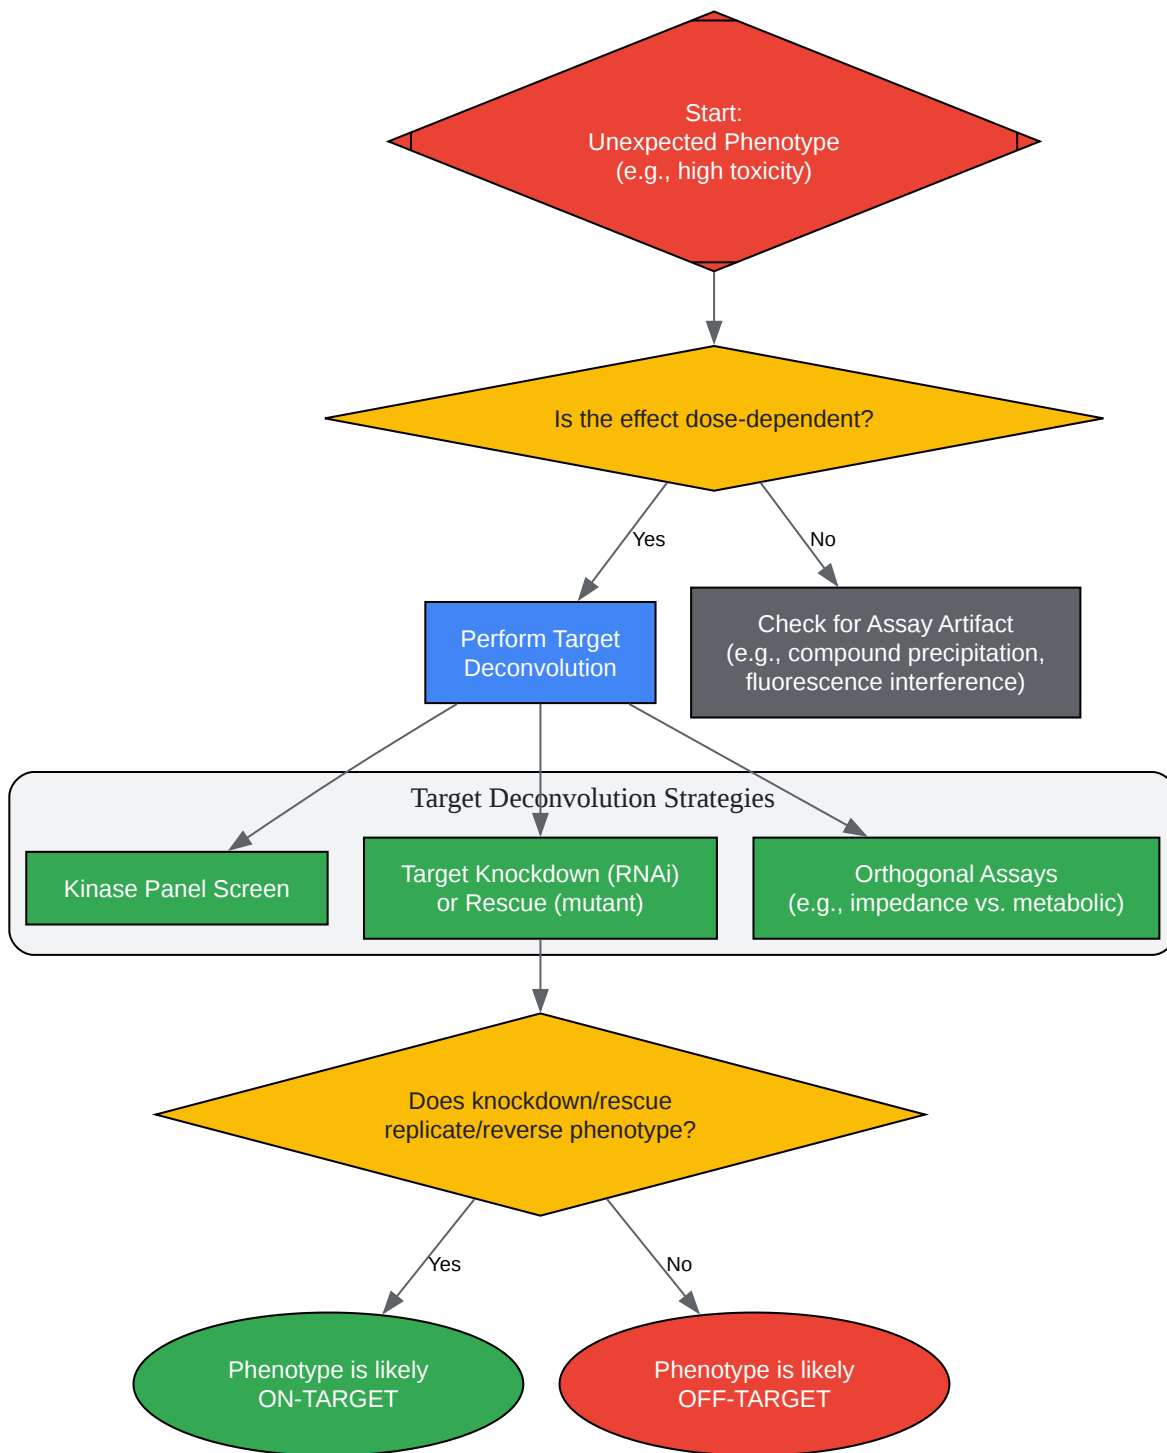 Start:
Unexpected Phenotype
(e.g., high toxicity)
Is the effect dose-dependent?
Yes
No
Perform Target
Deconvolution
Check for Assay Artifact
(e.g., compound precipitation,
fluorescence interference)
Target Deconvolution Strategies
Kinase Panel Screen
Target Knockdown (RNAi)
or Rescue (mutant)
Orthogonal Assays
(e.g., impedance vs. metabolic)
Does knockdown/rescue
replicate/reverse phenotype?
Yes
No
Phenotype is likely
ON-TARGET
Phenotype is likely
OFF-TARGET